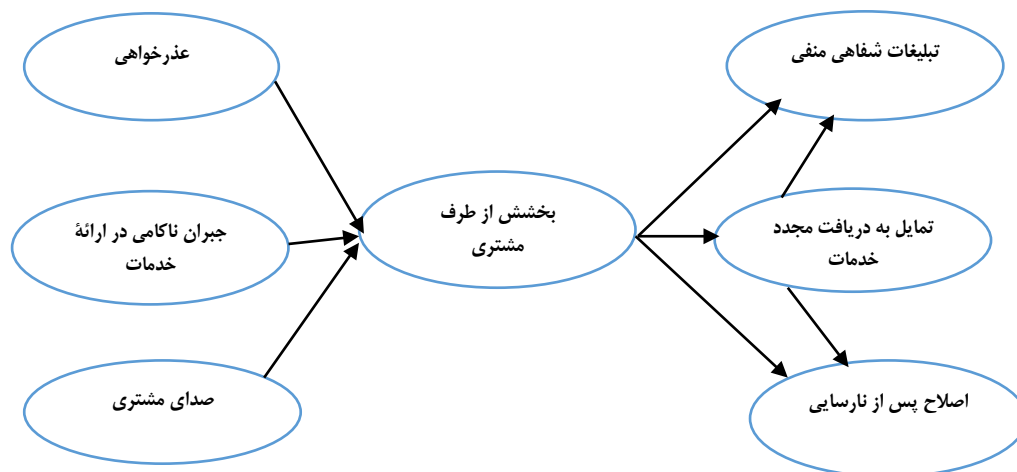 عذرخواهی
تبلیغات شفاهی منفی
بخشش از طرف
مشتری
جبران ناکامی در ارائهٔ
خدمات
تمایل به دریافت مجدد
خدمات
صدای مشتری
اصلاح پس از نارسایی